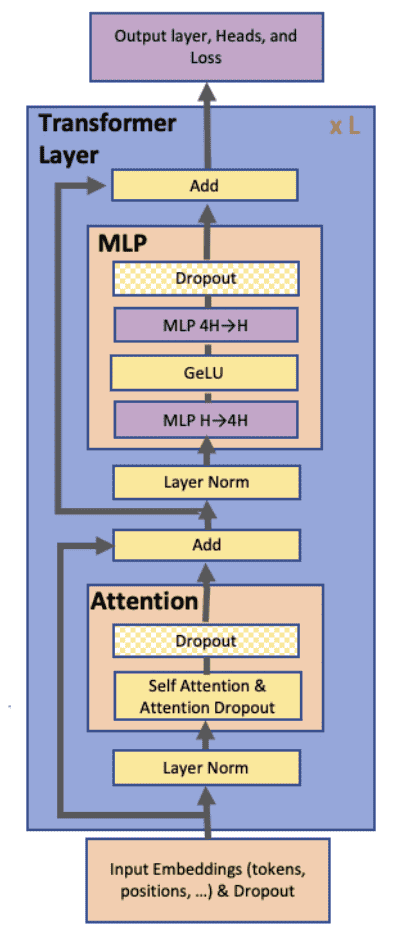 Output layer, Heads, and
Loss
Transformer
Layer
x L
Add
MLP
Dropout
MLP 4H→H
GeLU
MLP H→4H
Layer Norm
Add
Attention
Dropout
Self Attention &
Attention Dropout
Layer Norm
Input Embeddings (tokens,
positions, ...) & Dropout